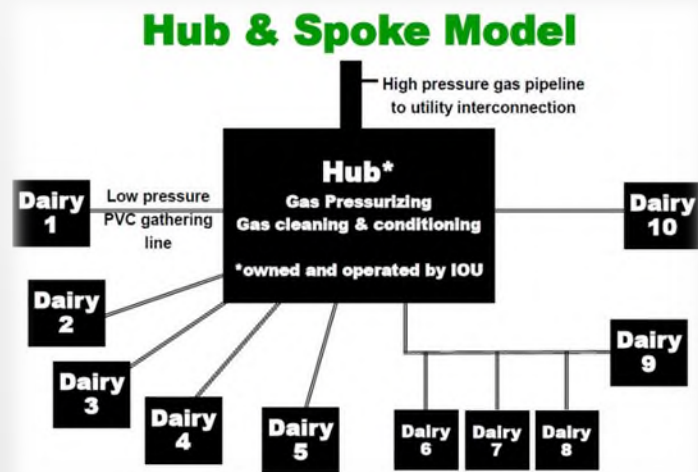 Hub & Spoke Model
High pressure gas pipeline
to utility interconnection
Hub*
Gas Pressurizing
Gas cleaning & conditioning
*owned and operated by IOU
Dairy
1
Low pressure
PVC gathering
line
Dairy
10
Dairy
2
Dairy
3
Dairy
4
Dairy
5
Dairy
6
Dairy
7
Dairy
8
Dairy
9